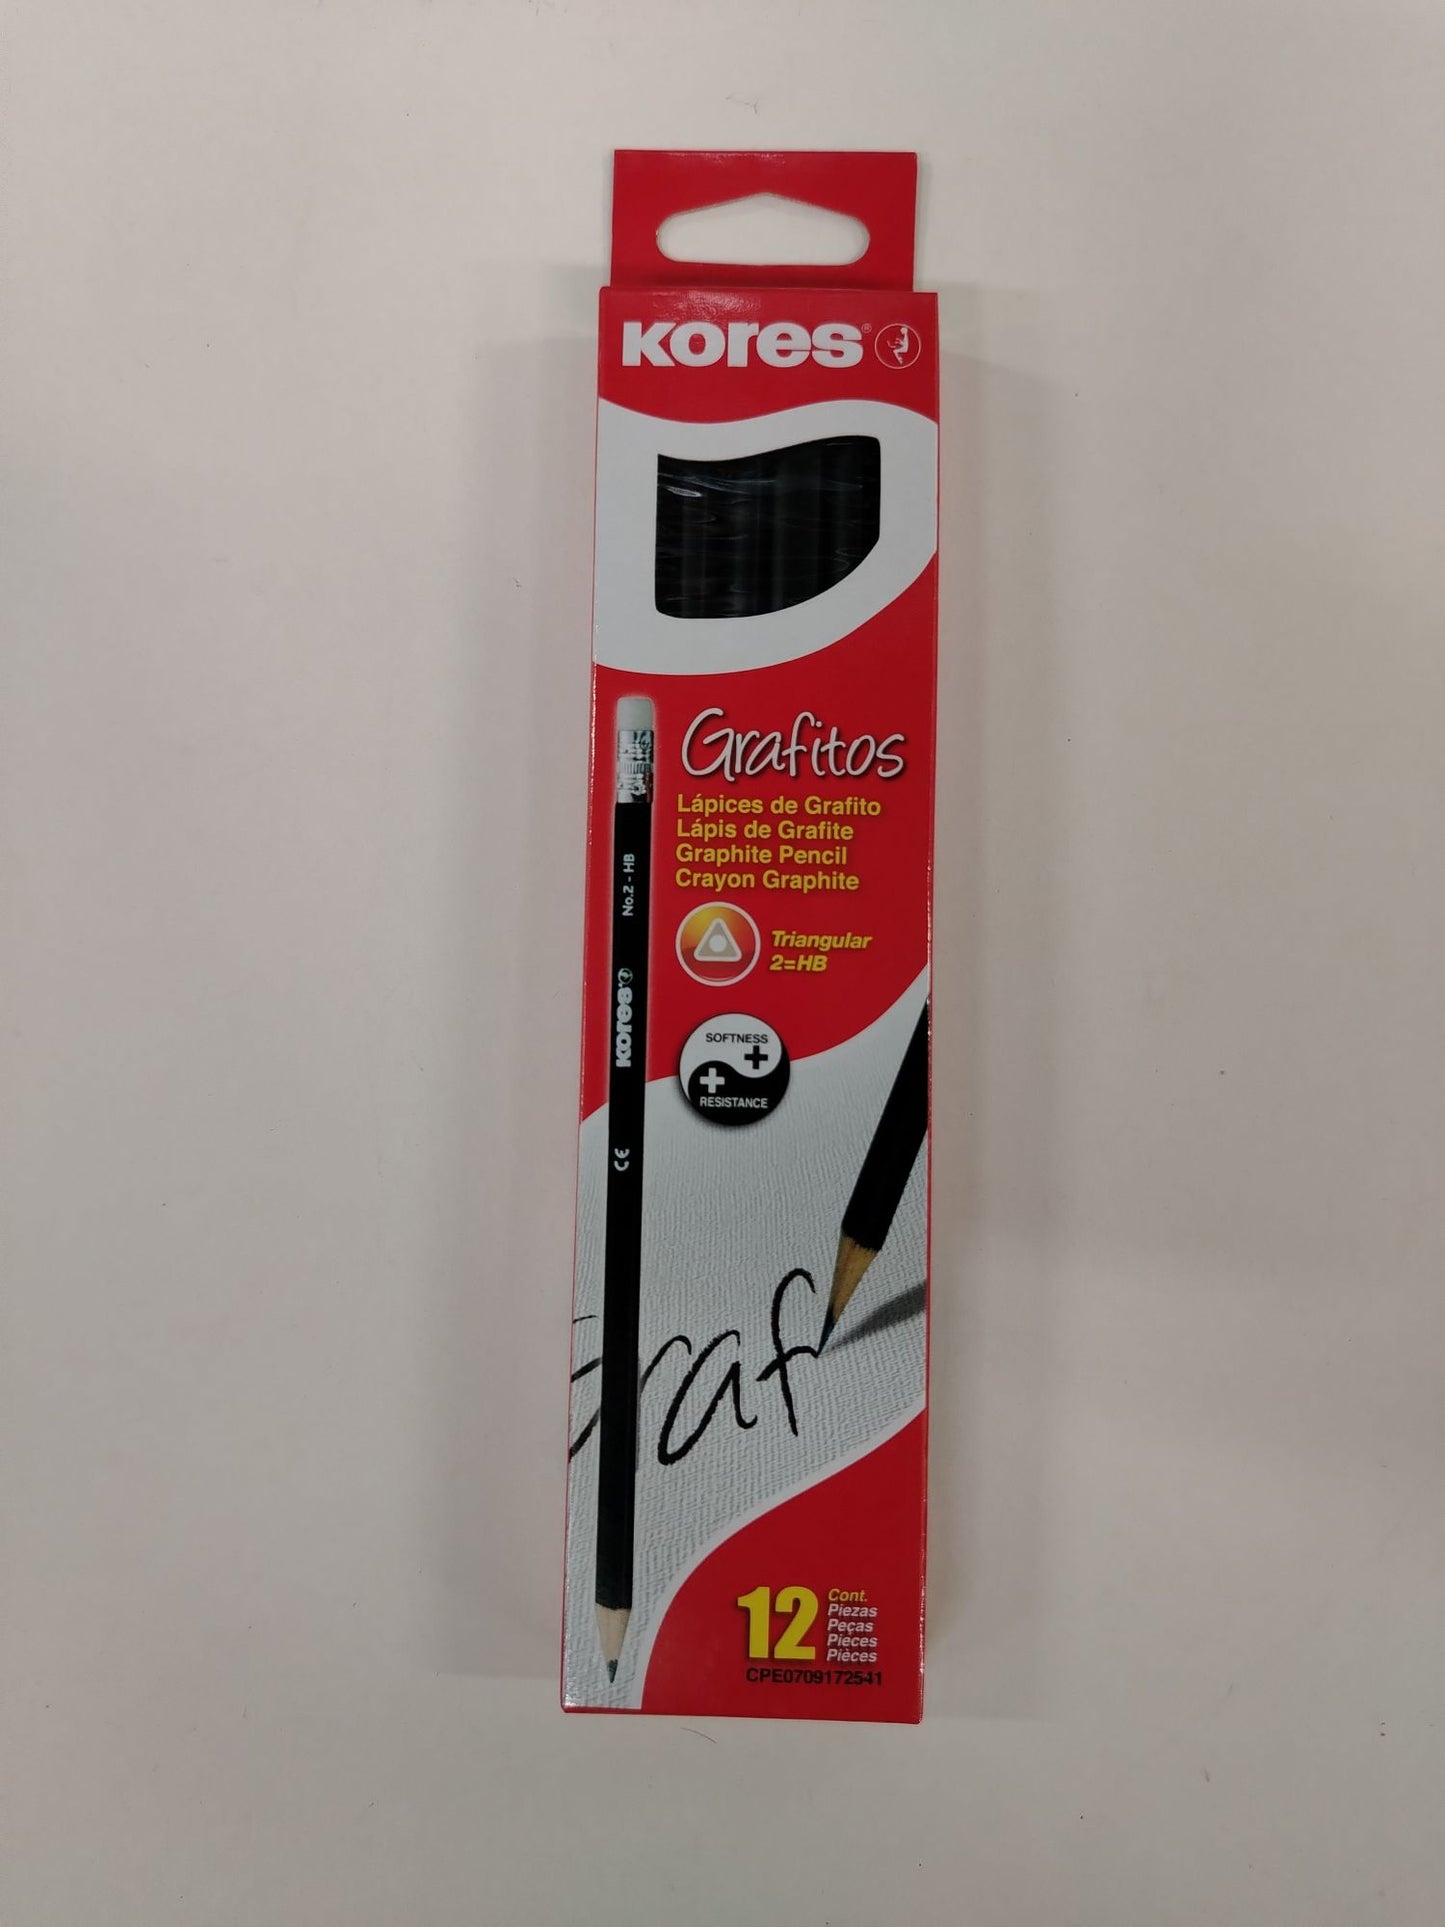 Kores®
Grafitos
Lápices de Grafito
Lápis de Grafite
Graphite Pencil
Crayon Graphite
Triangular
2=HB
No.2 - HB
Kores
CE
SOFTNESS
RESISTANCE
Graf
12 Cont.
Piezas
Peças
Pieces
Pièces
CPE0709172541